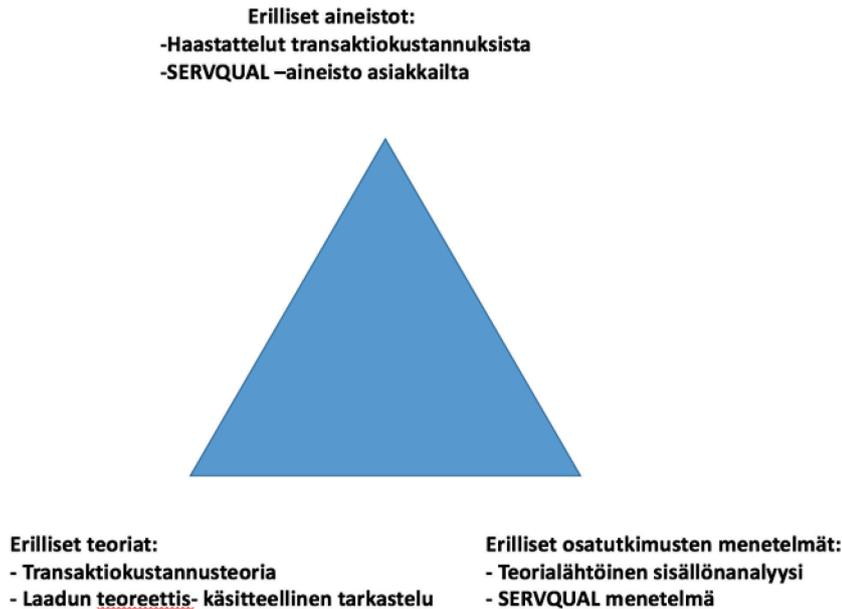 Erilliset aineistot:
-Haastattelut transaktiokustannuksista
-SERVQUAL –aineisto asiakkailta
Erilliset teoriat:
- Transaktiokustannusteoria
- Laadun teoreettis- käsitteellinen tarkastelu
Erilliset osatutkimusten menetelmät:
- Teorialähtöinen sisällönanalyysi
- SERVQUAL menetelmä